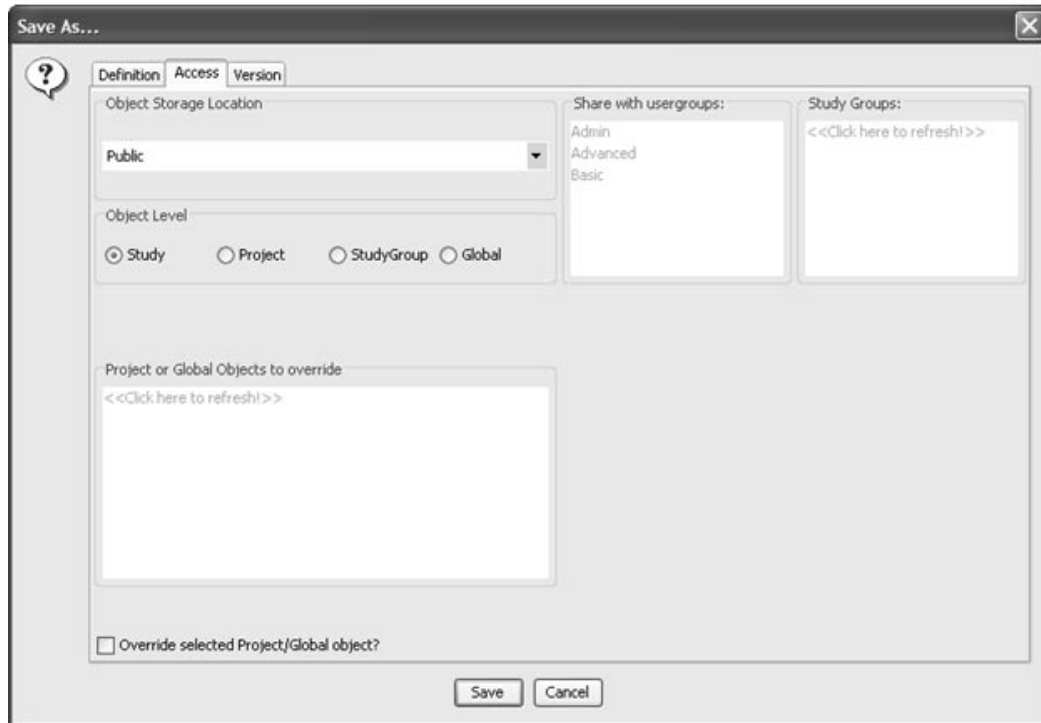 Save As...
Definition Access Version
Object Storage Location
Public
Object Level
Study Project StudyGroup Global
Share with usergroups:
Admin
Advanced
Basic
Study Groups:
<<Click here to refresh!>>
Project or Global Objects to override
<<Click here to refresh!>>
Override selected Project/Global object?
Save Cancel